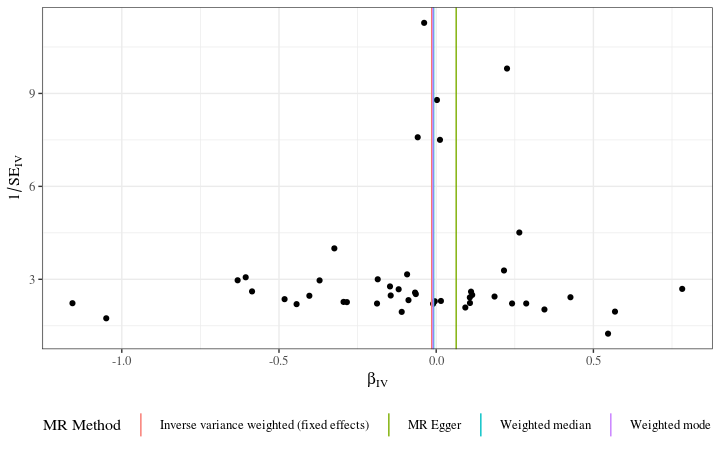 9
6
3
1/SE_IV
-1.0
-0.5
0.0
0.5
β_IV
MR Method
Inverse variance weighted (fixed effects)
MR Egger
Weighted median
Weighted mode